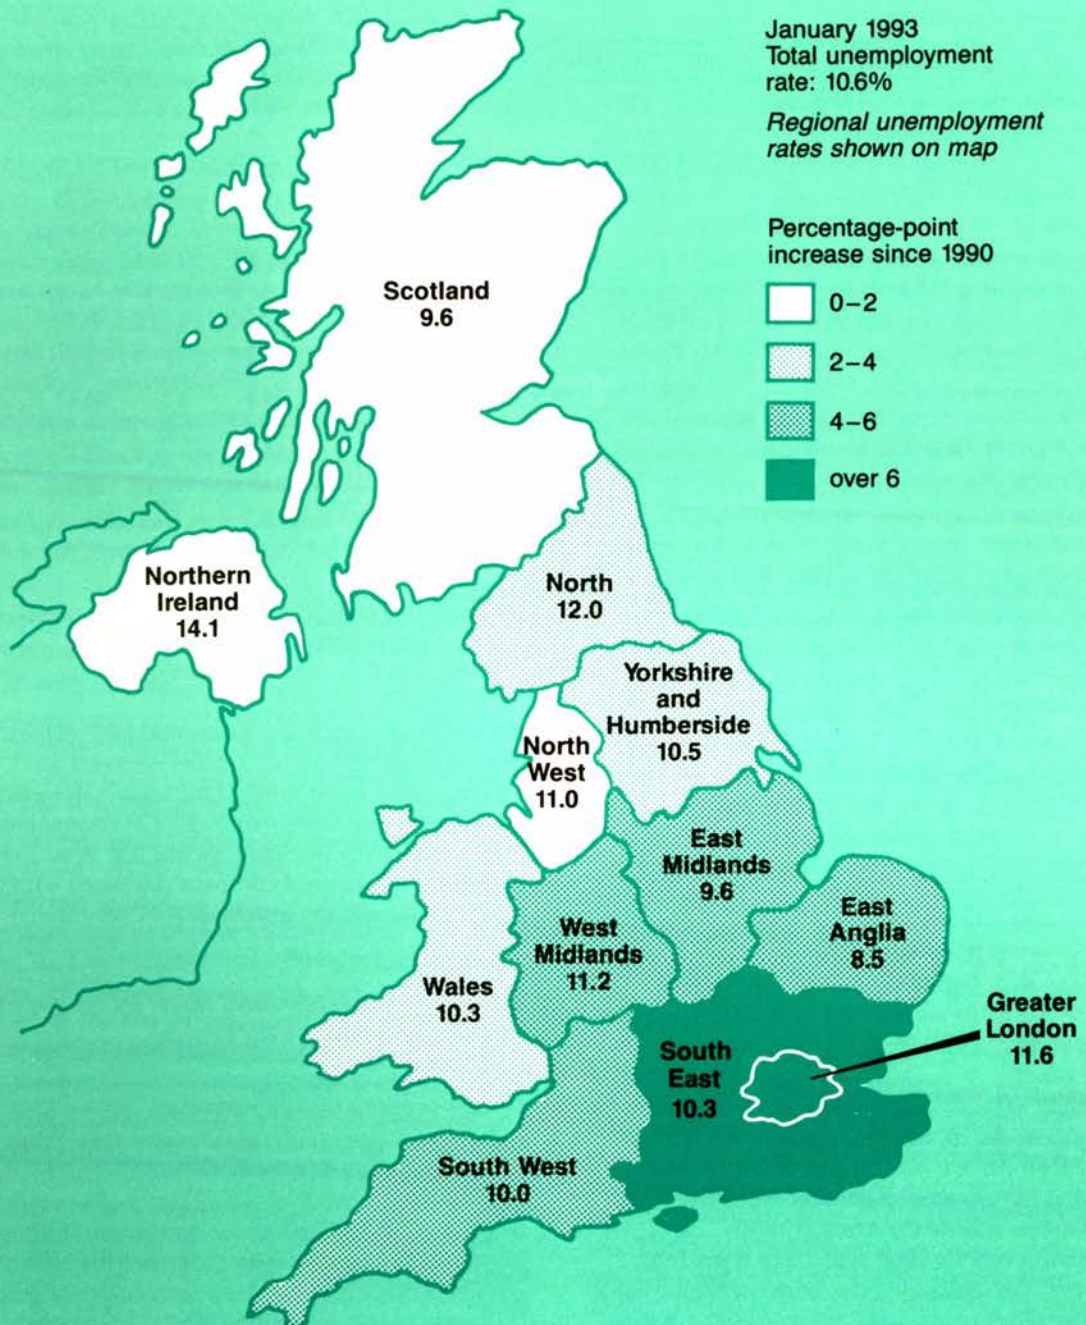 January 1993
Total unemployment
rate: 10.6%
Regional unemployment
rates shown on map
Percentage-point
increase since 1990
0–2
2–4
4–6
over 6
Scotland
9.6
Northern
Ireland
14.1
North
12.0
Yorkshire
and
Humberside
10.5
North
West
11.0
East
Midlands
9.6
West
Midlands
11.2
East
Anglia
8.5
Wales
10.3
Greater
London
11.6
South
East
10.3
South West
10.0